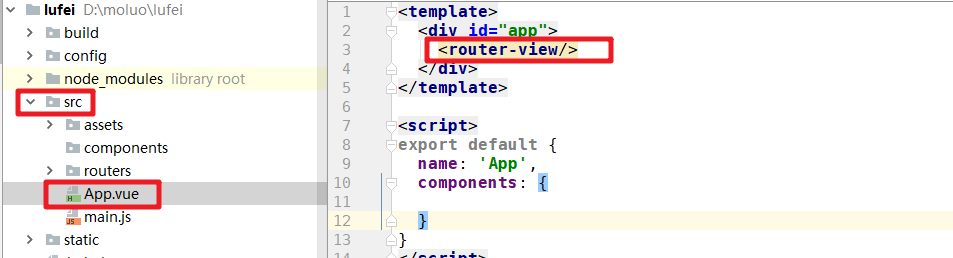 lufei D:\moluo\lufei
build
config
node_modules library root
src
assets
components
routers
App.vue
main.js
static
1 <template>
2 <div id="app">
3 <router-view/>
4 </div>
5 </template>
6
7 <script>
8 export default {
9 name: 'App',
10 components: {
11
12 }
13 }
14